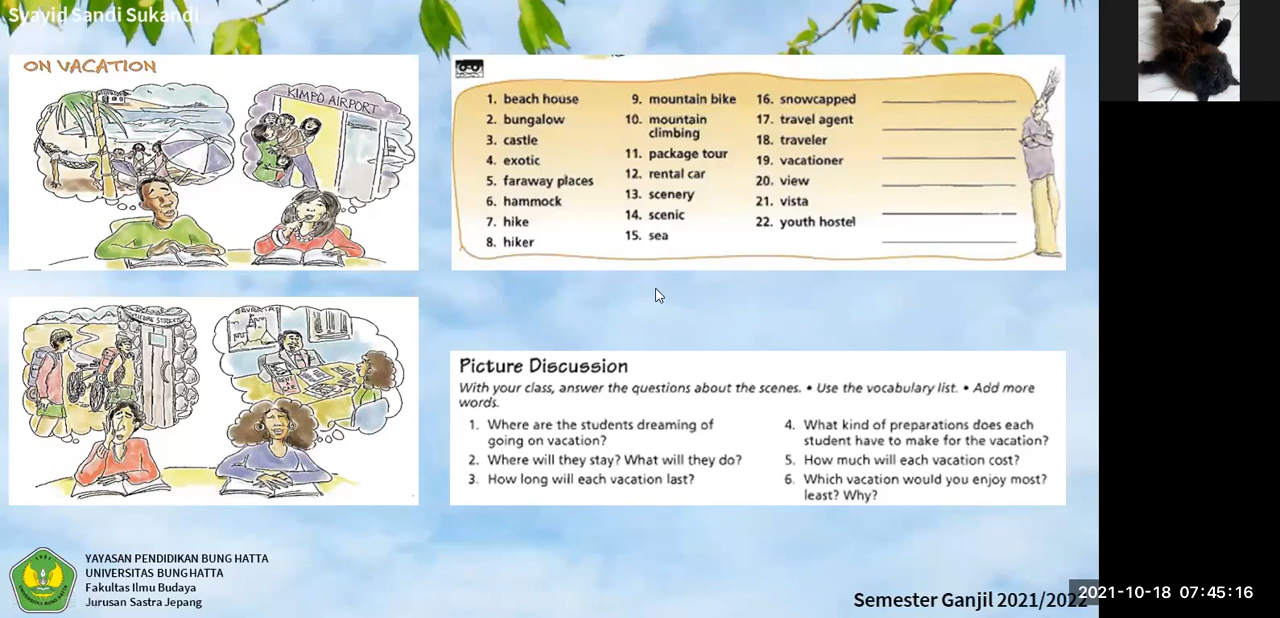 Syavid Sandi Sukandi
ON VACATION
KIMPO AIRPORT
1. beach house
2. bungalow
3. castle
4. exotic
5. faraway places
6. hammock
7. hike
8. hiker
9. mountain bike
10. mountain
climbing
11. package tour
12. rental car
13. scenery
14. scenic
15. sea
16. snowcapped
17. travel agent
18. traveler
19. vacationer
20. view
21. vista
22. youth hostel
Picture Discussion
With your class, answer the questions about the scenes. • Use the vocabulary list. • Add more
words.
1. Where are the students dreaming of
going on vacation?
2. Where will they stay? What will they do?
3. How long will each vacation last?
4. What kind of preparations does each
student have to make for the vacation?
5. How much will each vacation cost?
6. Which vacation would you enjoy most?
least? Why?
YAYASAN PENDIDIKAN BUNG HATTA
UNIVERSITAS BUNG HATTA
Fakultas Ilmu Budaya
Jurusan Sastra Jepang
Semester Ganjil 2021/2022
2021-10-18 07:45:16